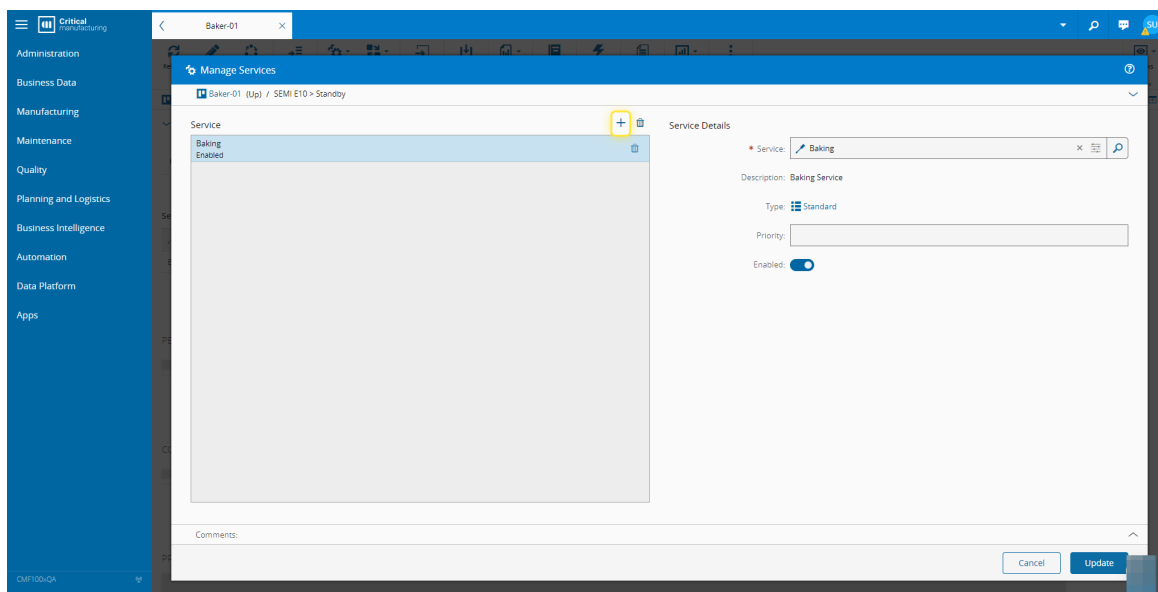 Critical
manufacturing
Baker-01
SU
Administration
Business Data
Manufacturing
Maintenance
Quality
Planning and Logistics
Business Intelligence
Automation
Data Platform
Apps
CMF100xQA
Manage Services
Baker-01 (Up) / SEMI E10 > Standby
Service
Baking
Enabled
Service Details
* Service: Baking
Description: Baking Service
Type: Standard
Priority:
Enabled:
Comments:
Cancel
Update